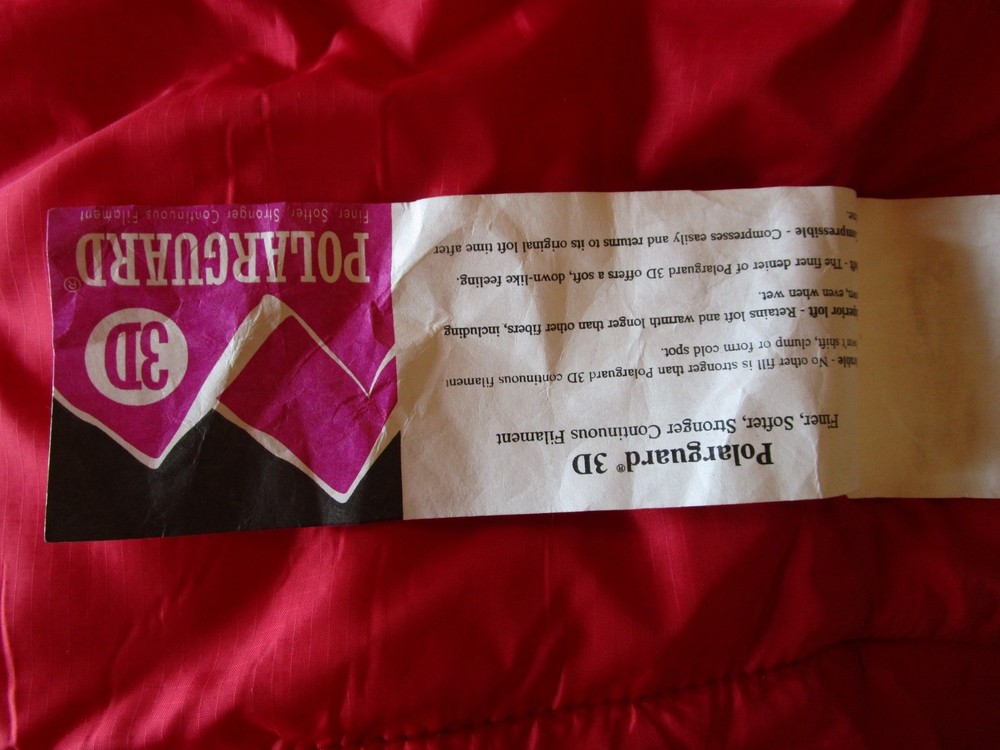 Polarguard® 3D
Finer, Softer, Stronger Continuous Filament
- No other fill is stronger than Polarguard 3D continuous filament
shift, clump or form cold spot.
loft - Retains loft and warmth longer than other fibers, including
even when wet.
- The finer denier of Polarguard 3D offers a soft, down-like feeling.
- Compresses easily and returns to its original loft time after
3D
POLARGUARD®
Finer, Softer, Stronger Continuous Filament